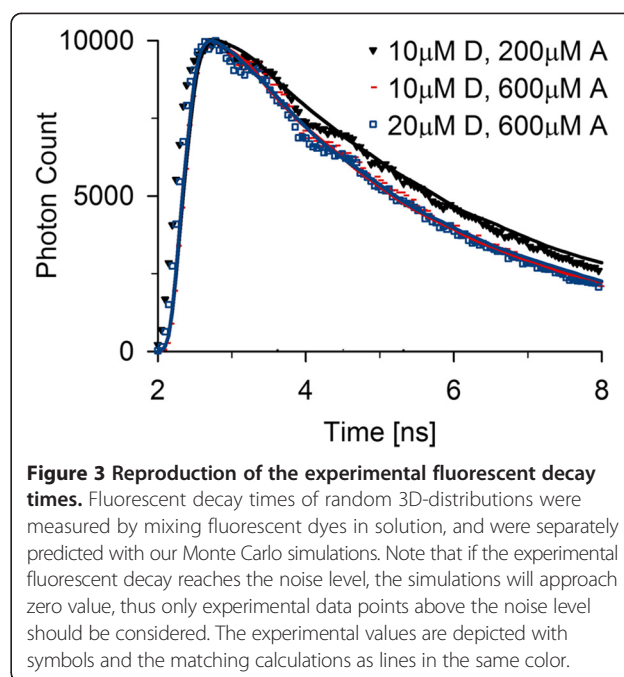 10000
5000
0
Photon Count
▼ 10µM D, 200µM A
- 10µM D, 600µM A
□ 20µM D, 600µM A
2 4 6 8
Time [ns]
Figure 3 Reproduction of the experimental fluorescent decay
times. Fluorescent decay times of random 3D-distributions were
measured by mixing fluorescent dyes in solution, and were separately
predicted with our Monte Carlo simulations. Note that if the experimental
fluorescent decay reaches the noise level, the simulations will approach
zero value, thus only experimental data points above the noise level
should be considered. The experimental values are depicted with
symbols and the matching calculations as lines in the same color.